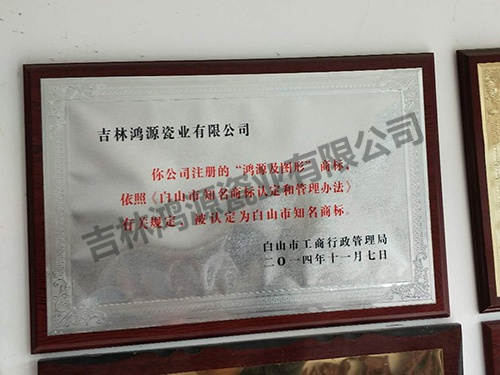 吉林鸿源瓷业有限公司
你公司注册的“鸿源及图形”商标，
依照《白山市知名商标认定和管理办法》
有关规定，被认定为白山市知名商标。
白山市工商行政管理局
二〇一四年十一月七日
吉林鸿源瓷业有限公司